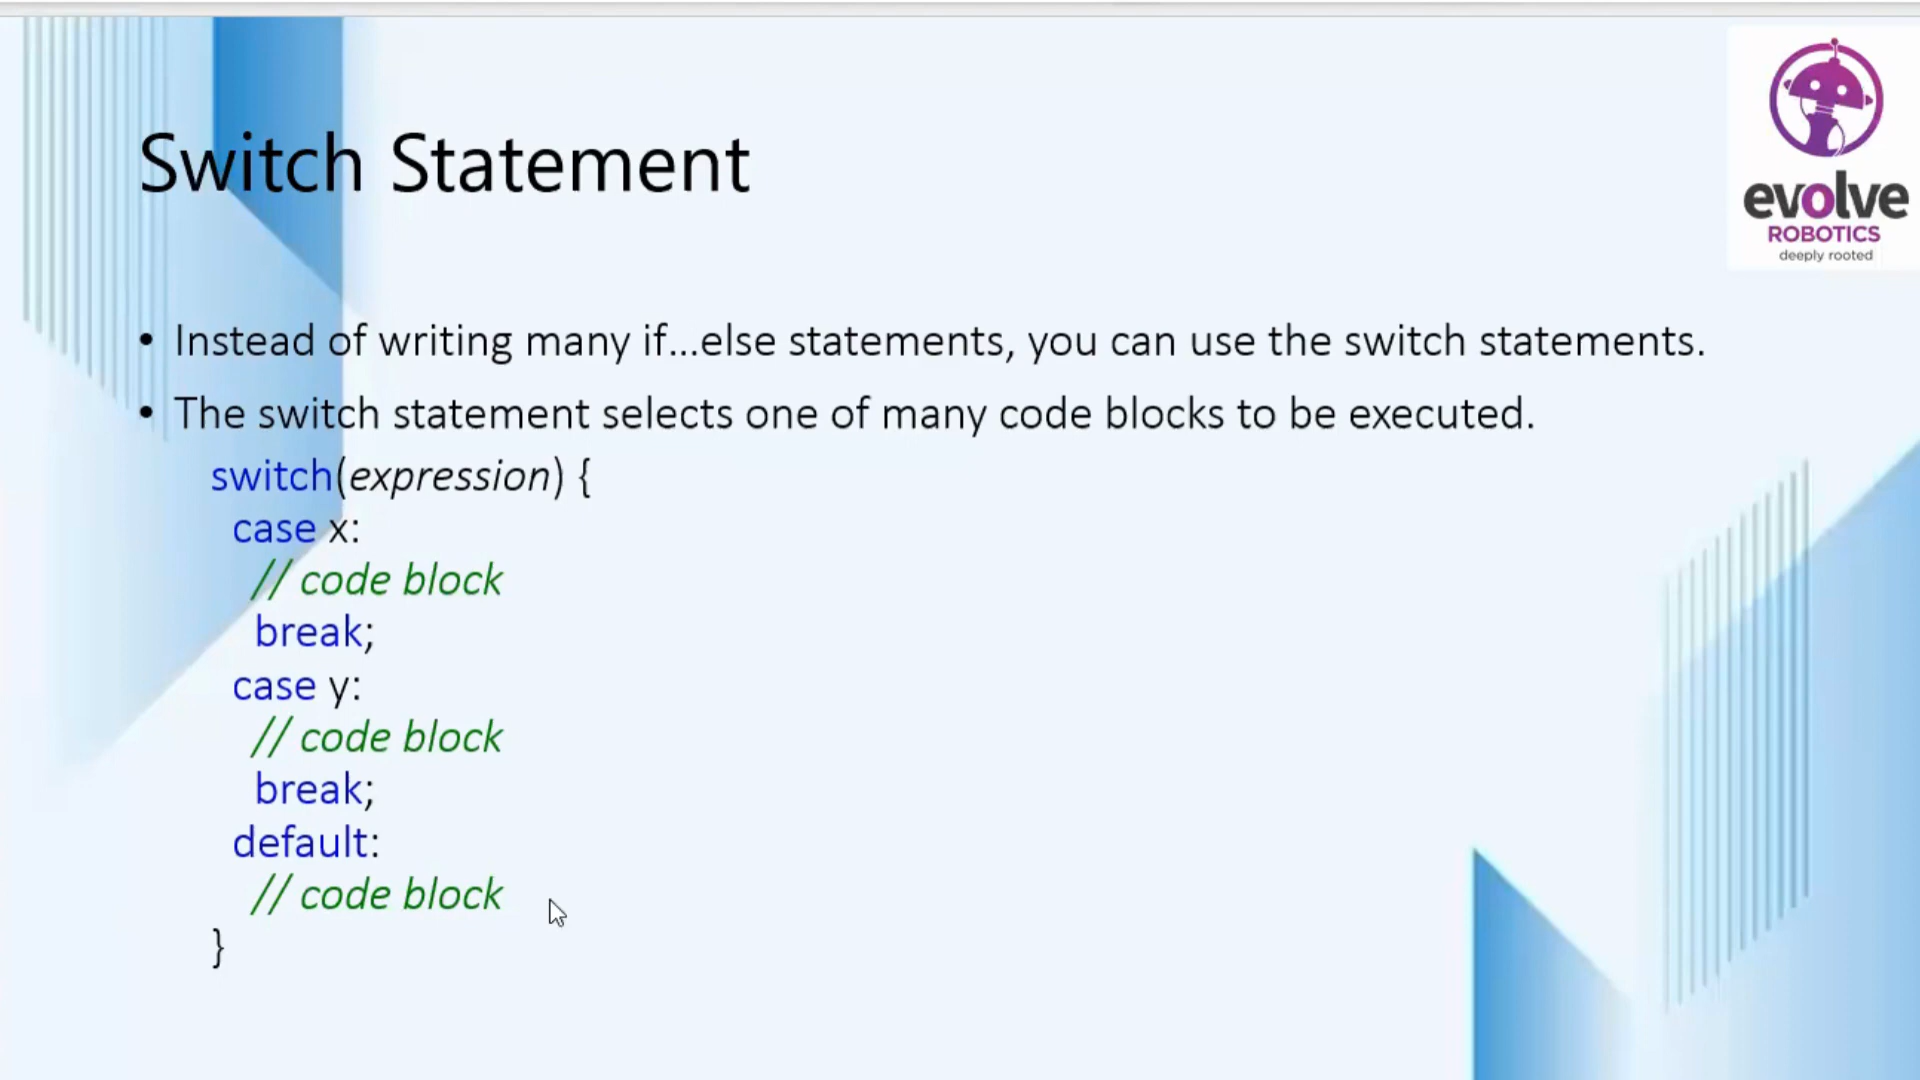 evolve
ROBOTICS
deeply rooted
Switch Statement
• Instead of writing many if...else statements, you can use the switch statements.
• The switch statement selects one of many code blocks to be executed.
switch(expression) {
case x:
// code block
break;
case y:
// code block
break;
default:
// code block
}